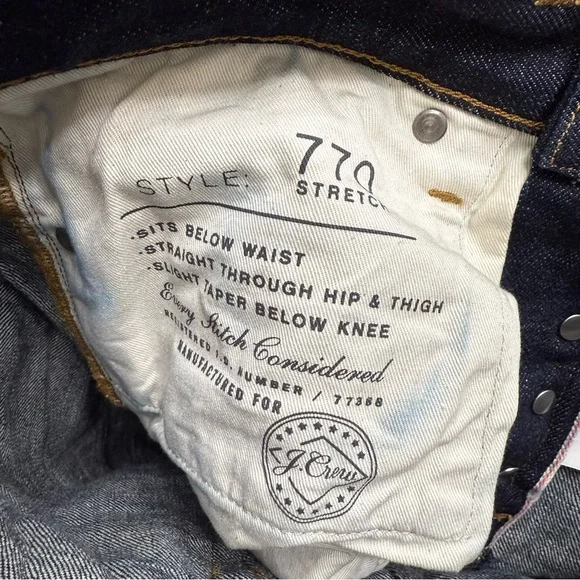 STYLE: 770
STRETCH
·SITS BELOW WAIST
·STRAIGHT THROUGH HIP & THIGH
·SLIGHT TAPER BELOW KNEE
Every Stitch Considered
REGISTERED I.D. NUMBER / 77388
MANUFACTURED FOR
J.Crew